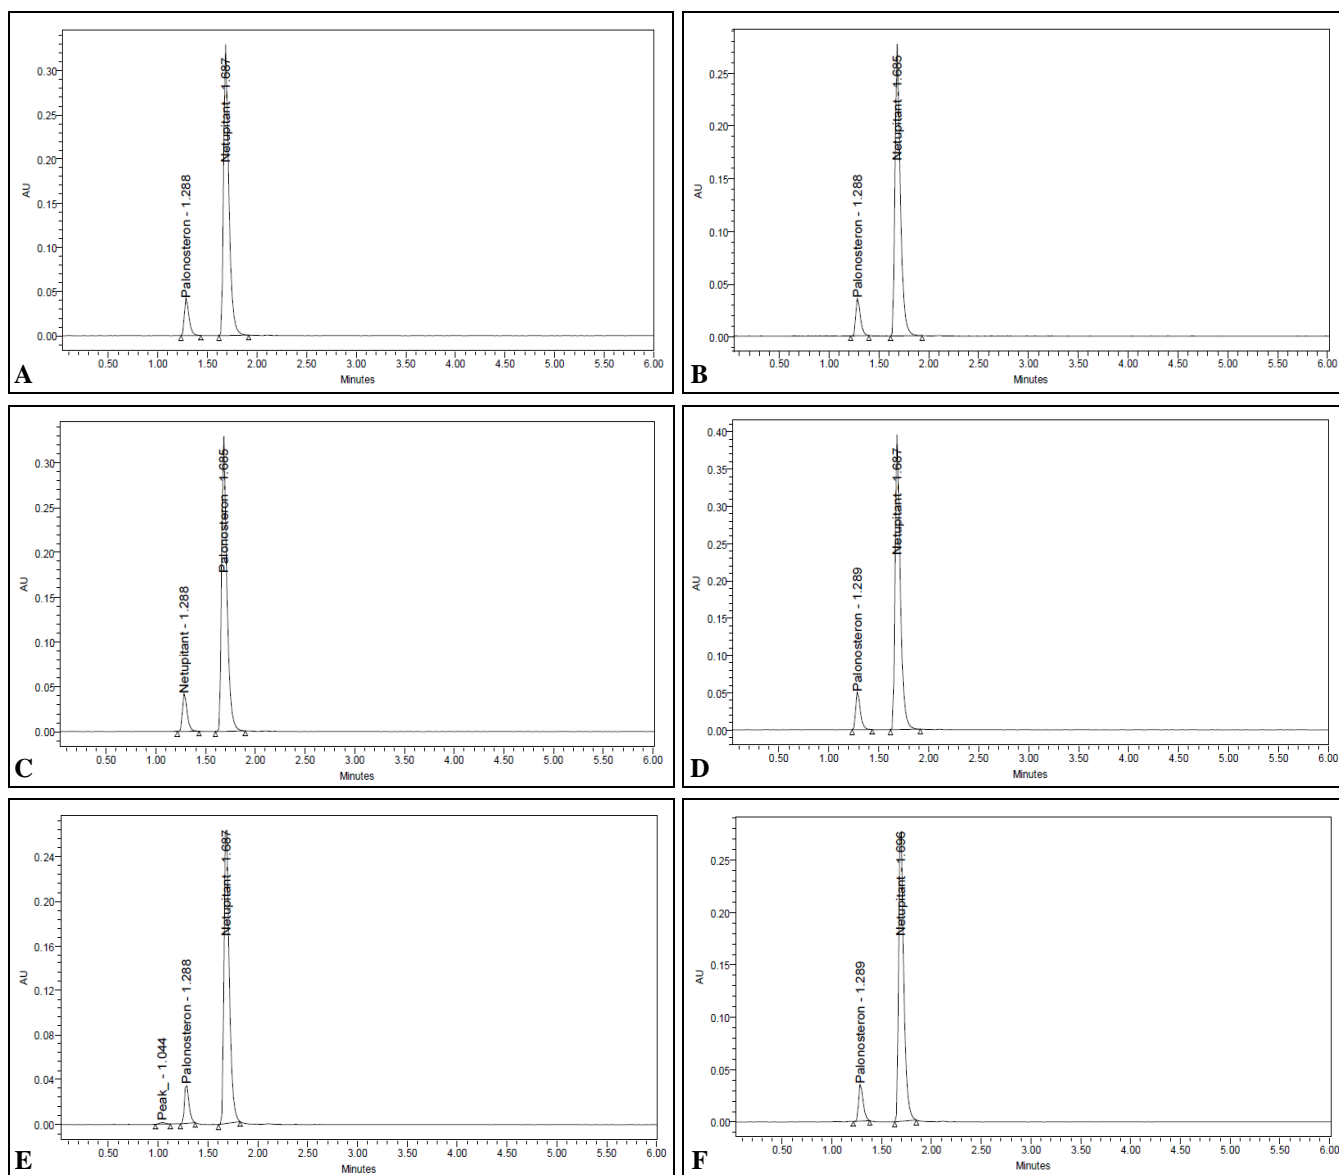 AU
0.30
0.25
0.20
0.15
0.10
0.05
0.00
Palonosteron - 1.288
Netupitant - 1.687
0.50 1.00 1.50 2.00 2.50 3.00 3.50 4.00 4.50 5.00 5.50 6.00
Minutes
A
AU
0.25
0.20
0.15
0.10
0.05
0.00
Palonosteron - 1.288
Netupitant - 1.685
0.50 1.00 1.50 2.00 2.50 3.00 3.50 4.00 4.50 5.00 5.50 6.00
Minutes
B
AU
0.30
0.25
0.20
0.15
0.10
0.05
0.00
Netupitant - 1.288
Palonosteron - 1.685
0.50 1.00 1.50 2.00 2.50 3.00 3.50 4.00 4.50 5.00 5.50 6.00
Minutes
C
AU
0.40
0.35
0.30
0.25
0.20
0.15
0.10
0.05
0.00
Palonosteron - 1.289
Netupitant - 1.687
0.50 1.00 1.50 2.00 2.50 3.00 3.50 4.00 4.50 5.00 5.50 6.00
Minutes
D
AU
0.24
0.20
0.16
0.12
0.08
0.04
0.00
Peak_ - 1.044
Palonosteron - 1.288
Netupitant - 1.687
0.50 1.00 1.50 2.00 2.50 3.00 3.50 4.00 4.50 5.00 5.50 6.00
Minutes
E
AU
0.25
0.20
0.15
0.10
0.05
0.00
Palonosteron - 1.289
Netupitant - 1.696
0.50 1.00 1.50 2.00 2.50 3.00 3.50 4.00 4.50 5.00 5.50 6.00
Minutes
F